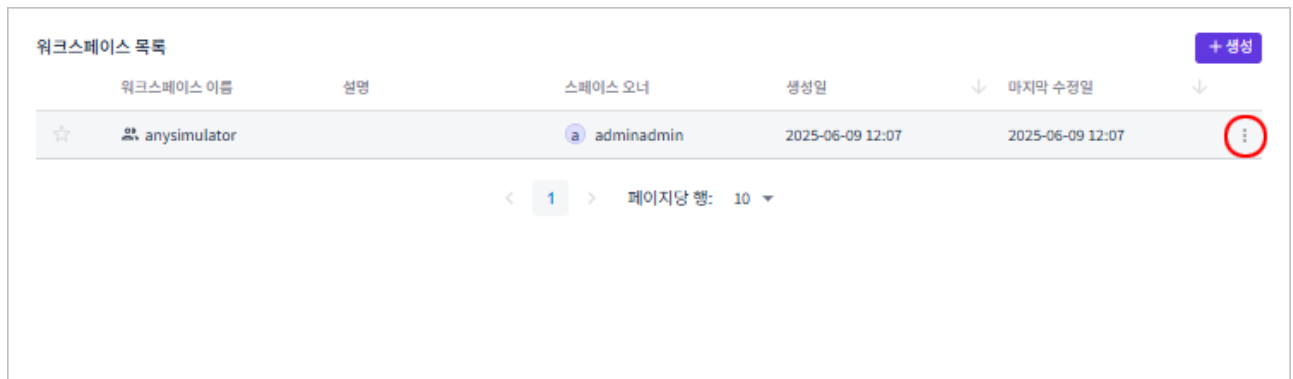 워크스페이스 목록
+ 생성
워크스페이스 이름 설명 스페이스 오너 생성일 ↓ 마지막 수정일 ↓
anysimulator a adminadmin 2025-06-09 12:07 2025-06-09 12:07
< 1 > 페이지당 행: 10